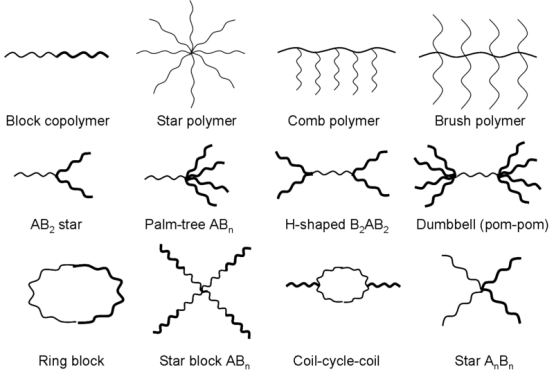 Block copolymer Star polymer Comb polymer Brush polymer
AB₂ star Palm-tree ABₙ H-shaped B₂AB₂ Dumbbell (pom-pom)
Ring block Star block ABₙ Coil-cycle-coil Star AₙBₙ